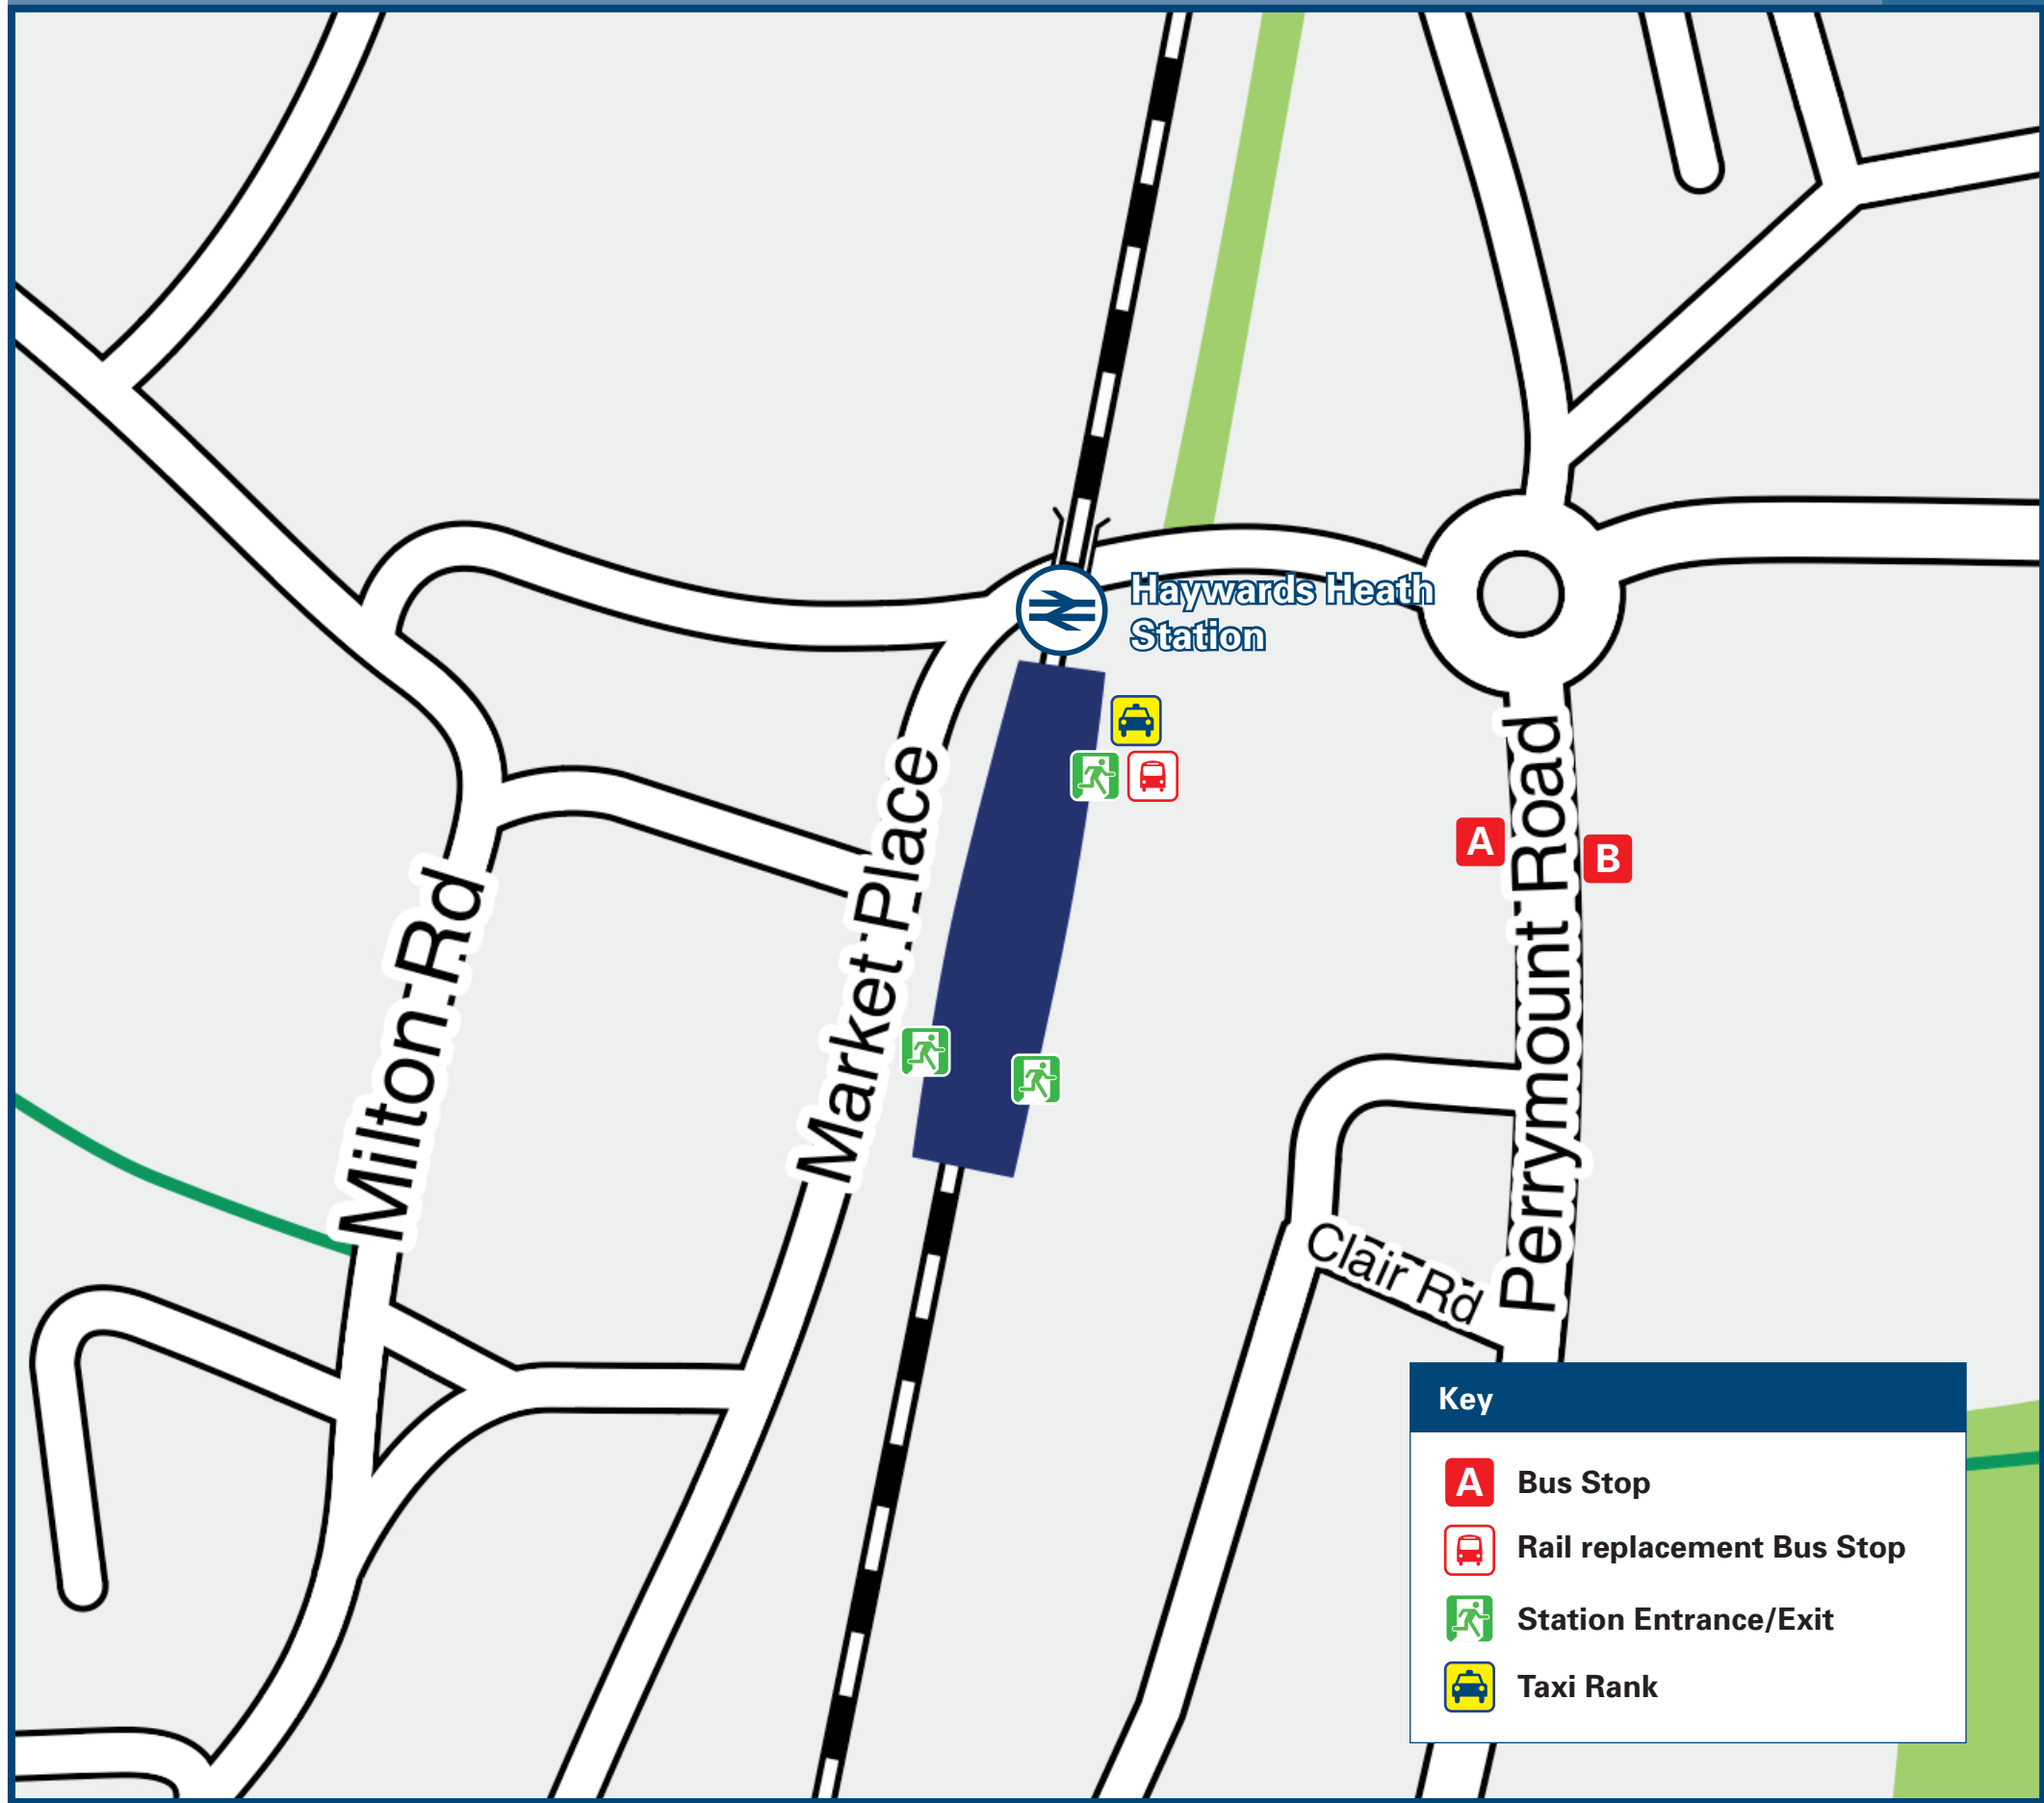 Haywards Heath
Station
A
B
Perrymount Road
Market Place
Milton Rd
Clair Rd
Key
A Bus Stop
Rail replacement Bus Stop
Station Entrance/Exit
Taxi Rank